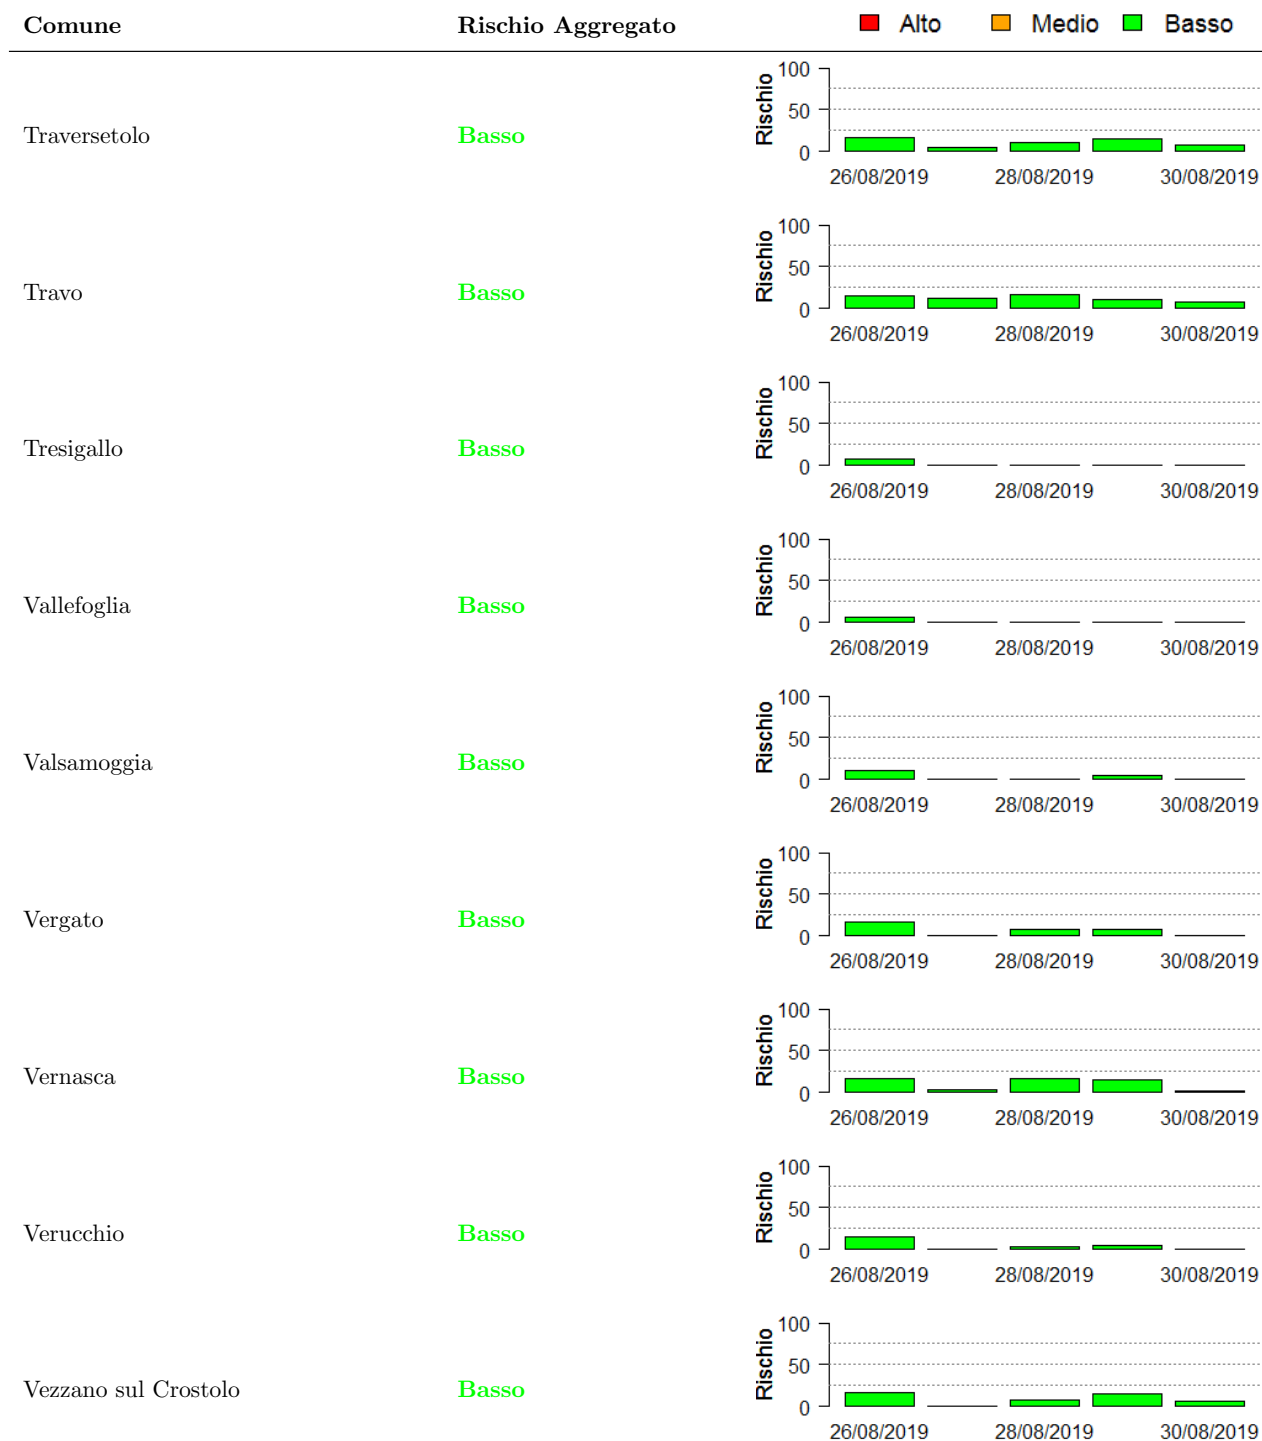 Comune Rischio Aggregato Alto Medio Basso
100
50
0
Rischio
Traversetolo Basso
26/08/2019 28/08/2019 30/08/2019
100
50
0
Rischio
Travo Basso
26/08/2019 28/08/2019 30/08/2019
100
50
0
Rischio
Tresigallo Basso
26/08/2019 28/08/2019 30/08/2019
100
50
0
Rischio
Vallefoglia Basso
26/08/2019 28/08/2019 30/08/2019
100
50
0
Rischio
Valsamoggia Basso
26/08/2019 28/08/2019 30/08/2019
100
50
0
Rischio
Vergato Basso
26/08/2019 28/08/2019 30/08/2019
100
50
0
Rischio
Vernasca Basso
26/08/2019 28/08/2019 30/08/2019
100
50
0
Rischio
Verucchio Basso
26/08/2019 28/08/2019 30/08/2019
100
50
0
Rischio
Vezzano sul Crostolo Basso
26/08/2019 28/08/2019 30/08/2019